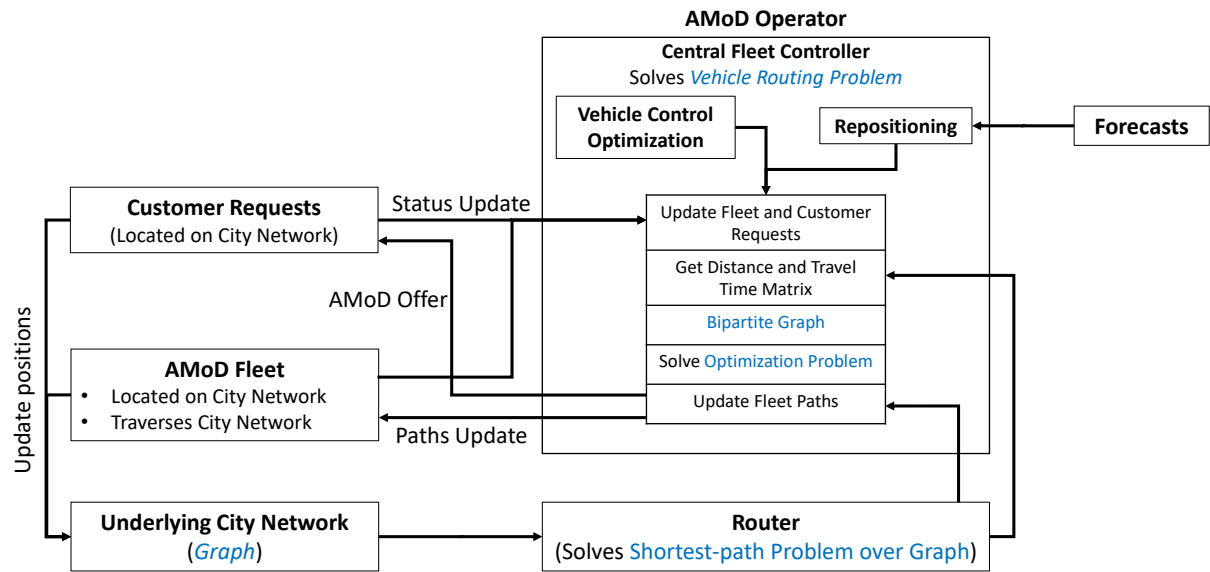 AMoD Operator
Central Fleet Controller
Solves Vehicle Routing Problem
Vehicle Control
Optimization
Repositioning
Forecasts
Customer Requests
(Located on City Network)
Status Update
Update Fleet and Customer
Requests
Get Distance and Travel
Time Matrix
Bipartite Graph
Solve Optimization Problem
Update Fleet Paths
AMoD Offer
Update positions
AMoD Fleet
• Located on City Network
• Traverses City Network
Paths Update
Underlying City Network
(Graph)
Router
(Solves Shortest-path Problem over Graph)